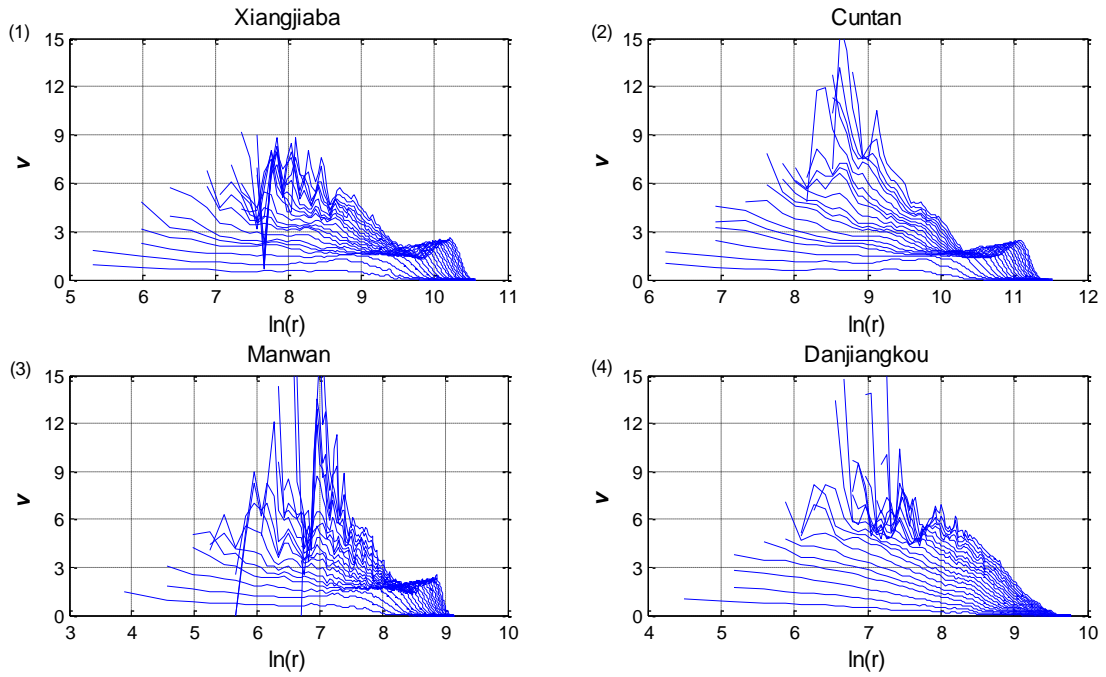 (1) Xiangjiaba
15
12
9
6
3
0
v
5 6 7 8 9 10 11
ln(r)
(2) Cuntan
15
12
9
6
3
0
v
6 7 8 9 10 11 12
ln(r)
(3) Manwan
15
12
9
6
3
0
v
3 4 5 6 7 8 9 10
ln(r)
(4) Danjiangkou
15
12
9
6
3
0
v
4 5 6 7 8 9 10
ln(r)